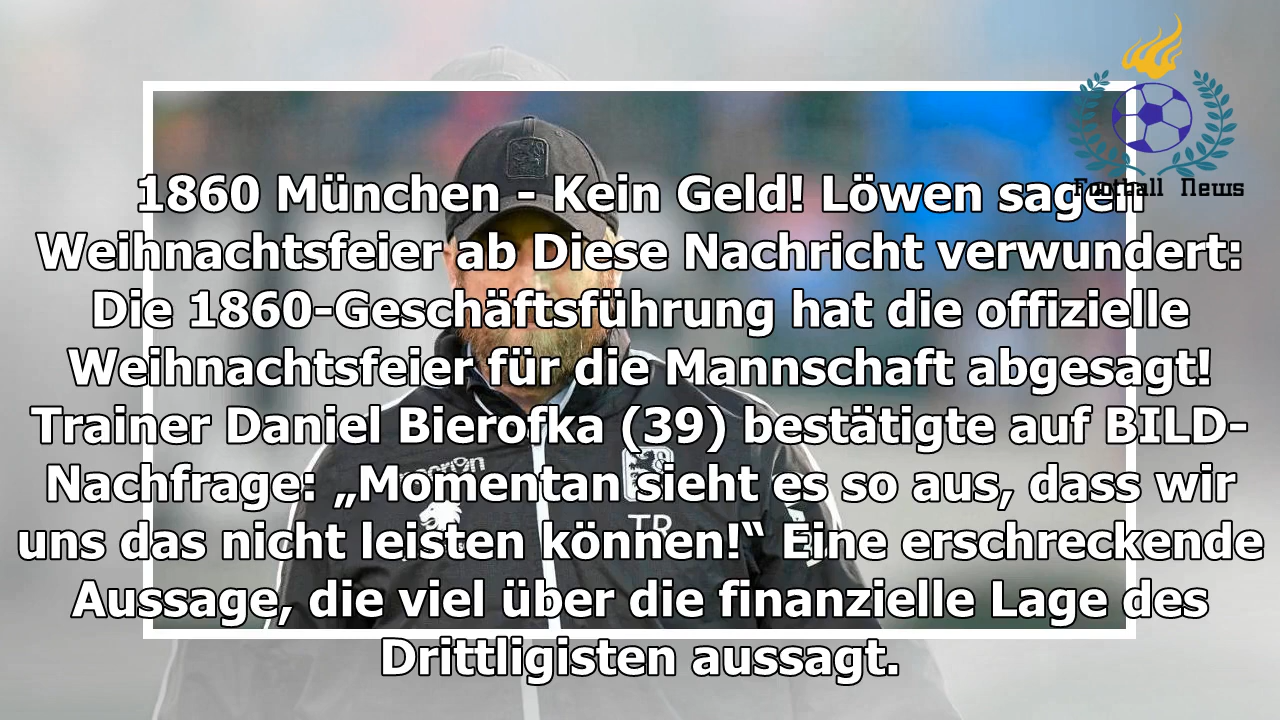 Football News
1860 München - Kein Geld! Löwen sagen
Weihnachtsfeier ab Diese Nachricht verwundert:
Die 1860-Geschäftsführung hat die offizielle
Weihnachtsfeier für die Mannschaft abgesagt!
Trainer Daniel Bierofka (39) bestätigte auf BILD-
Nachfrage: „Momentan sieht es so aus, dass wir
uns das nicht leisten können!“ Eine erschreckende
Aussage, die viel über die finanzielle Lage des
Drittligisten aussagt.
macron
TR